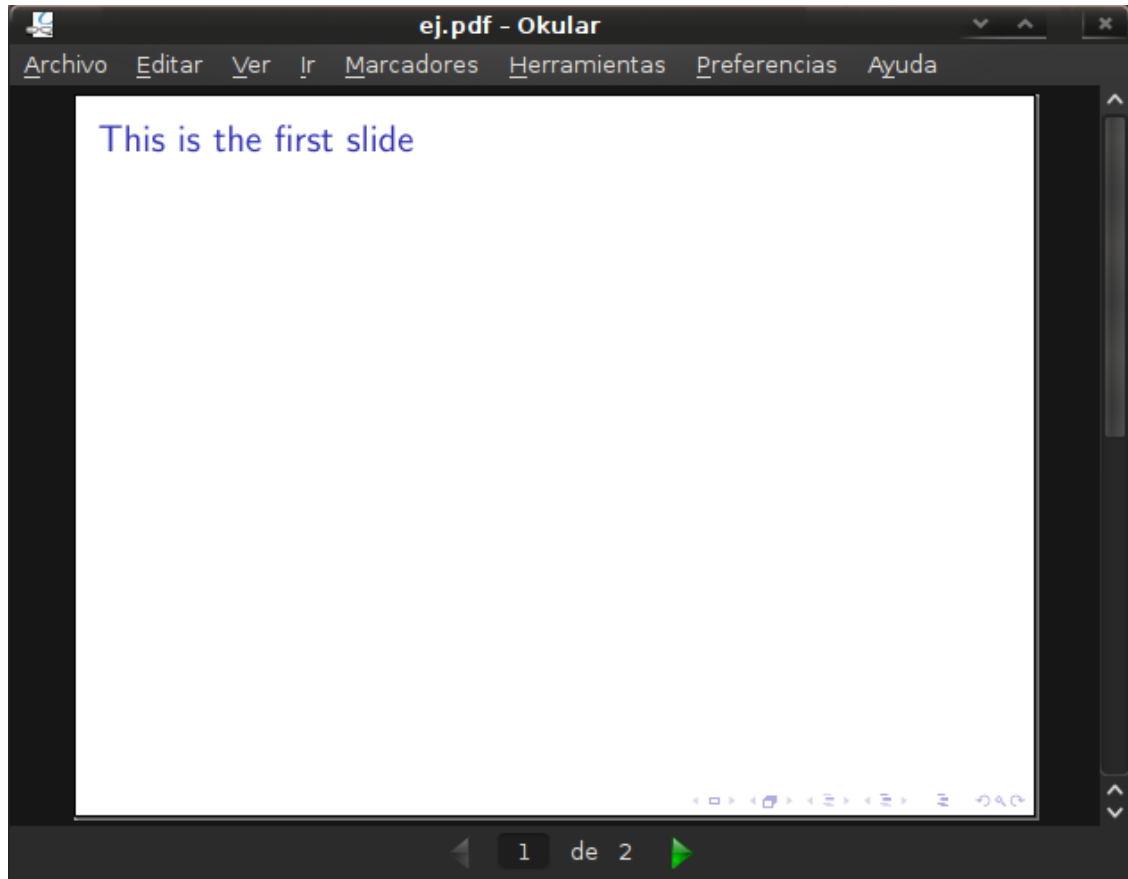 ej.pdf – Okular
Archivo Editar Ver Ir Marcadores Herramientas Preferencias Ayuda
This is the first slide
1 de 2